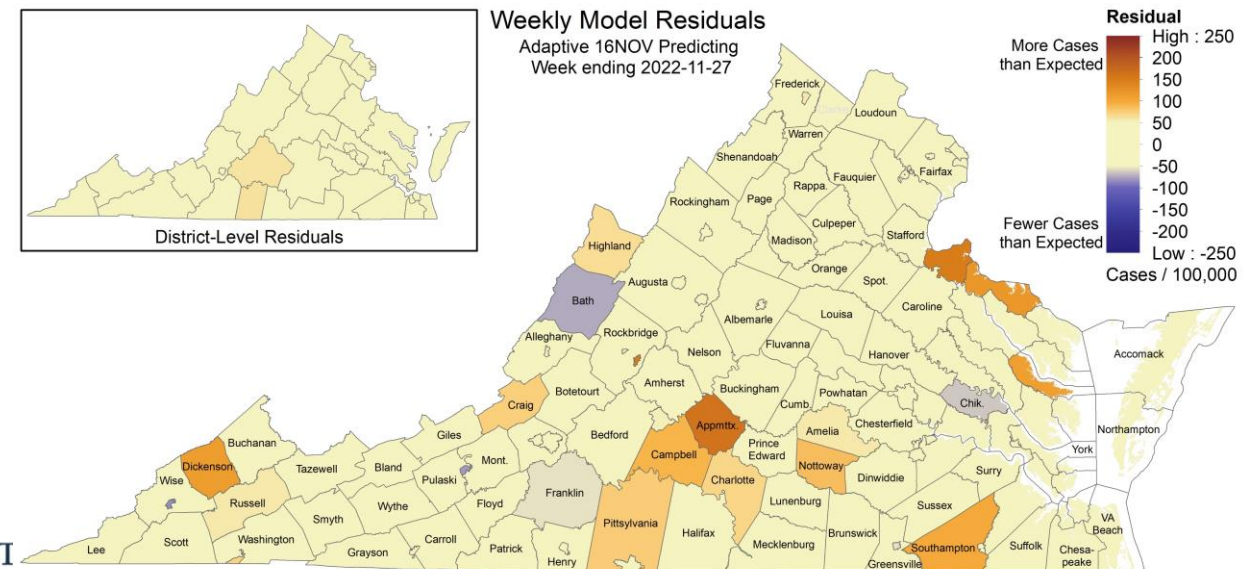 Weekly Model Residuals
Adaptive 16NOV Predicting
Week ending 2022-11-27
District-Level Residuals
Residual
More Cases
than Expected
Fewer Cases
than Expected
High : 250
200
150
100
50
0
-50
-100
-150
-200
Low : -250
Cases / 100,000
Frederick
Clarke
Loudoun
Warren
Shenandoah
Fairfax
Fauquier
Rappa.
Page
Rockingham
Culpeper
Stafford
Madison
Highland
Orange
Augusta
Spot.
Bath
Caroline
Louisa
Albemarle
Rockbridge
Alleghany
Fluvanna
Accomack
Nelson
Hanover
Amherst
Buckingham
Botetourt
Powhatan
Craig
Cumb.
Chik.
Chesterfield
Appmttx.
Amelia
Northampton
Giles
Bedford
Buchanan
Prince
Edward
York
Campbell
Mont.
Dickenson
Tazewell
Bland
Nottoway
Surry
Wise
Pulaski
Charlotte
Dinwiddie
Franklin
Russell
Lunenburg
Sussex
Wythe
Floyd
Smyth
Pittsylvania
VA
Beach
Halifax
Brunswick
Washington
Carroll
Scott
Lee
Patrick
Mecklenburg
Southampton
Suffolk
Grayson
Henry
Greensville
Chesa-
peake